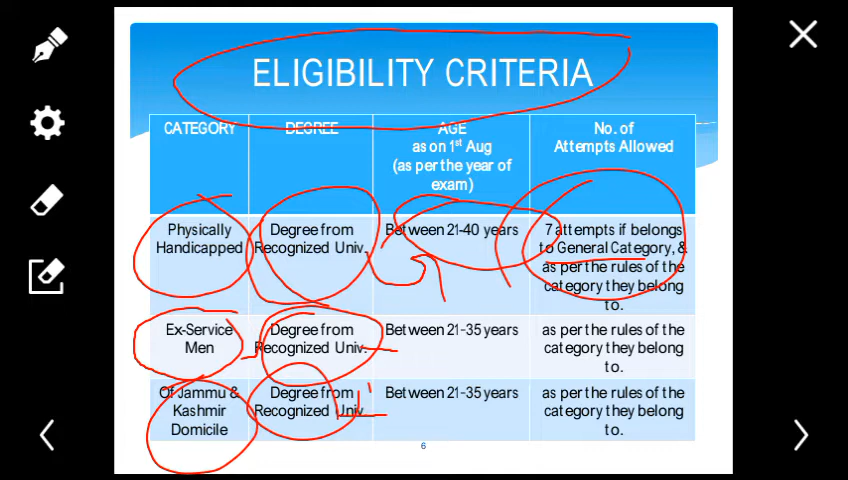 ELIGIBILITY CRITERIA
CATEGORY
DEGREE
AGE
as on 1st Aug
(as per the year of
exam)
No. of
Attempts Allowed
Physically
Handicapped
Degree from
Recognized Univ.
Between 21-40 years
7 attempts if belongs
to General Category, &
as per the rules of the
category they belong
to.
Ex-Service
Men
Degree from
Recognized Univ.
Between 21-35 years
as per the rules of the
category they belong
to.
Of Jammu &
Kashmir
Domicile
Degree from
Recognized Univ.
Between 21-35 years
as per the rules of the
category they belong
to.
6